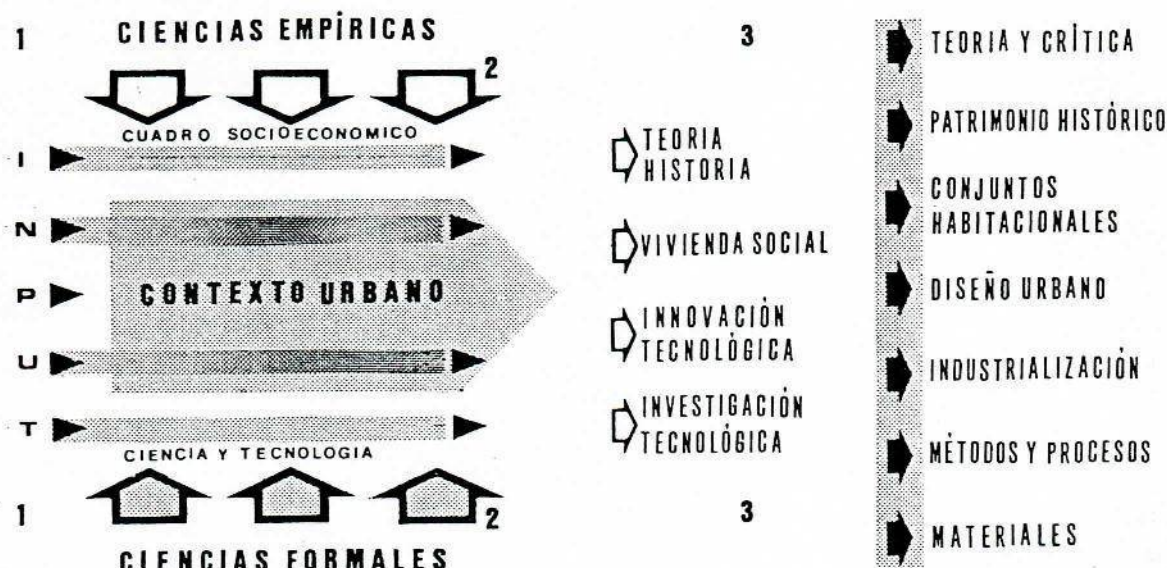 1
CIENCIAS EMPÍRICAS
2
CUADRO SOCIOECONOMICO
I
N
P
U
T
CONTEXTO URBANO
CIENCIA Y TECNOLOGIA
1
2
CIENCIAS FORMALES
3
TEORIA
HISTORIA
VIVIENDA SOCIAL
INNOVACIÓN
TECNOLÓGICA
INVESTIGACIÓN
TECNOLÓGICA
3
TEORIA Y CRÍTICA
PATRIMONIO HISTÓRICO
CONJUNTOS
HABITACIONALES
DISEÑO URBANO
INDUSTRIALIZACIÓN
MÉTODOS Y PROCESOS
MATERIALES